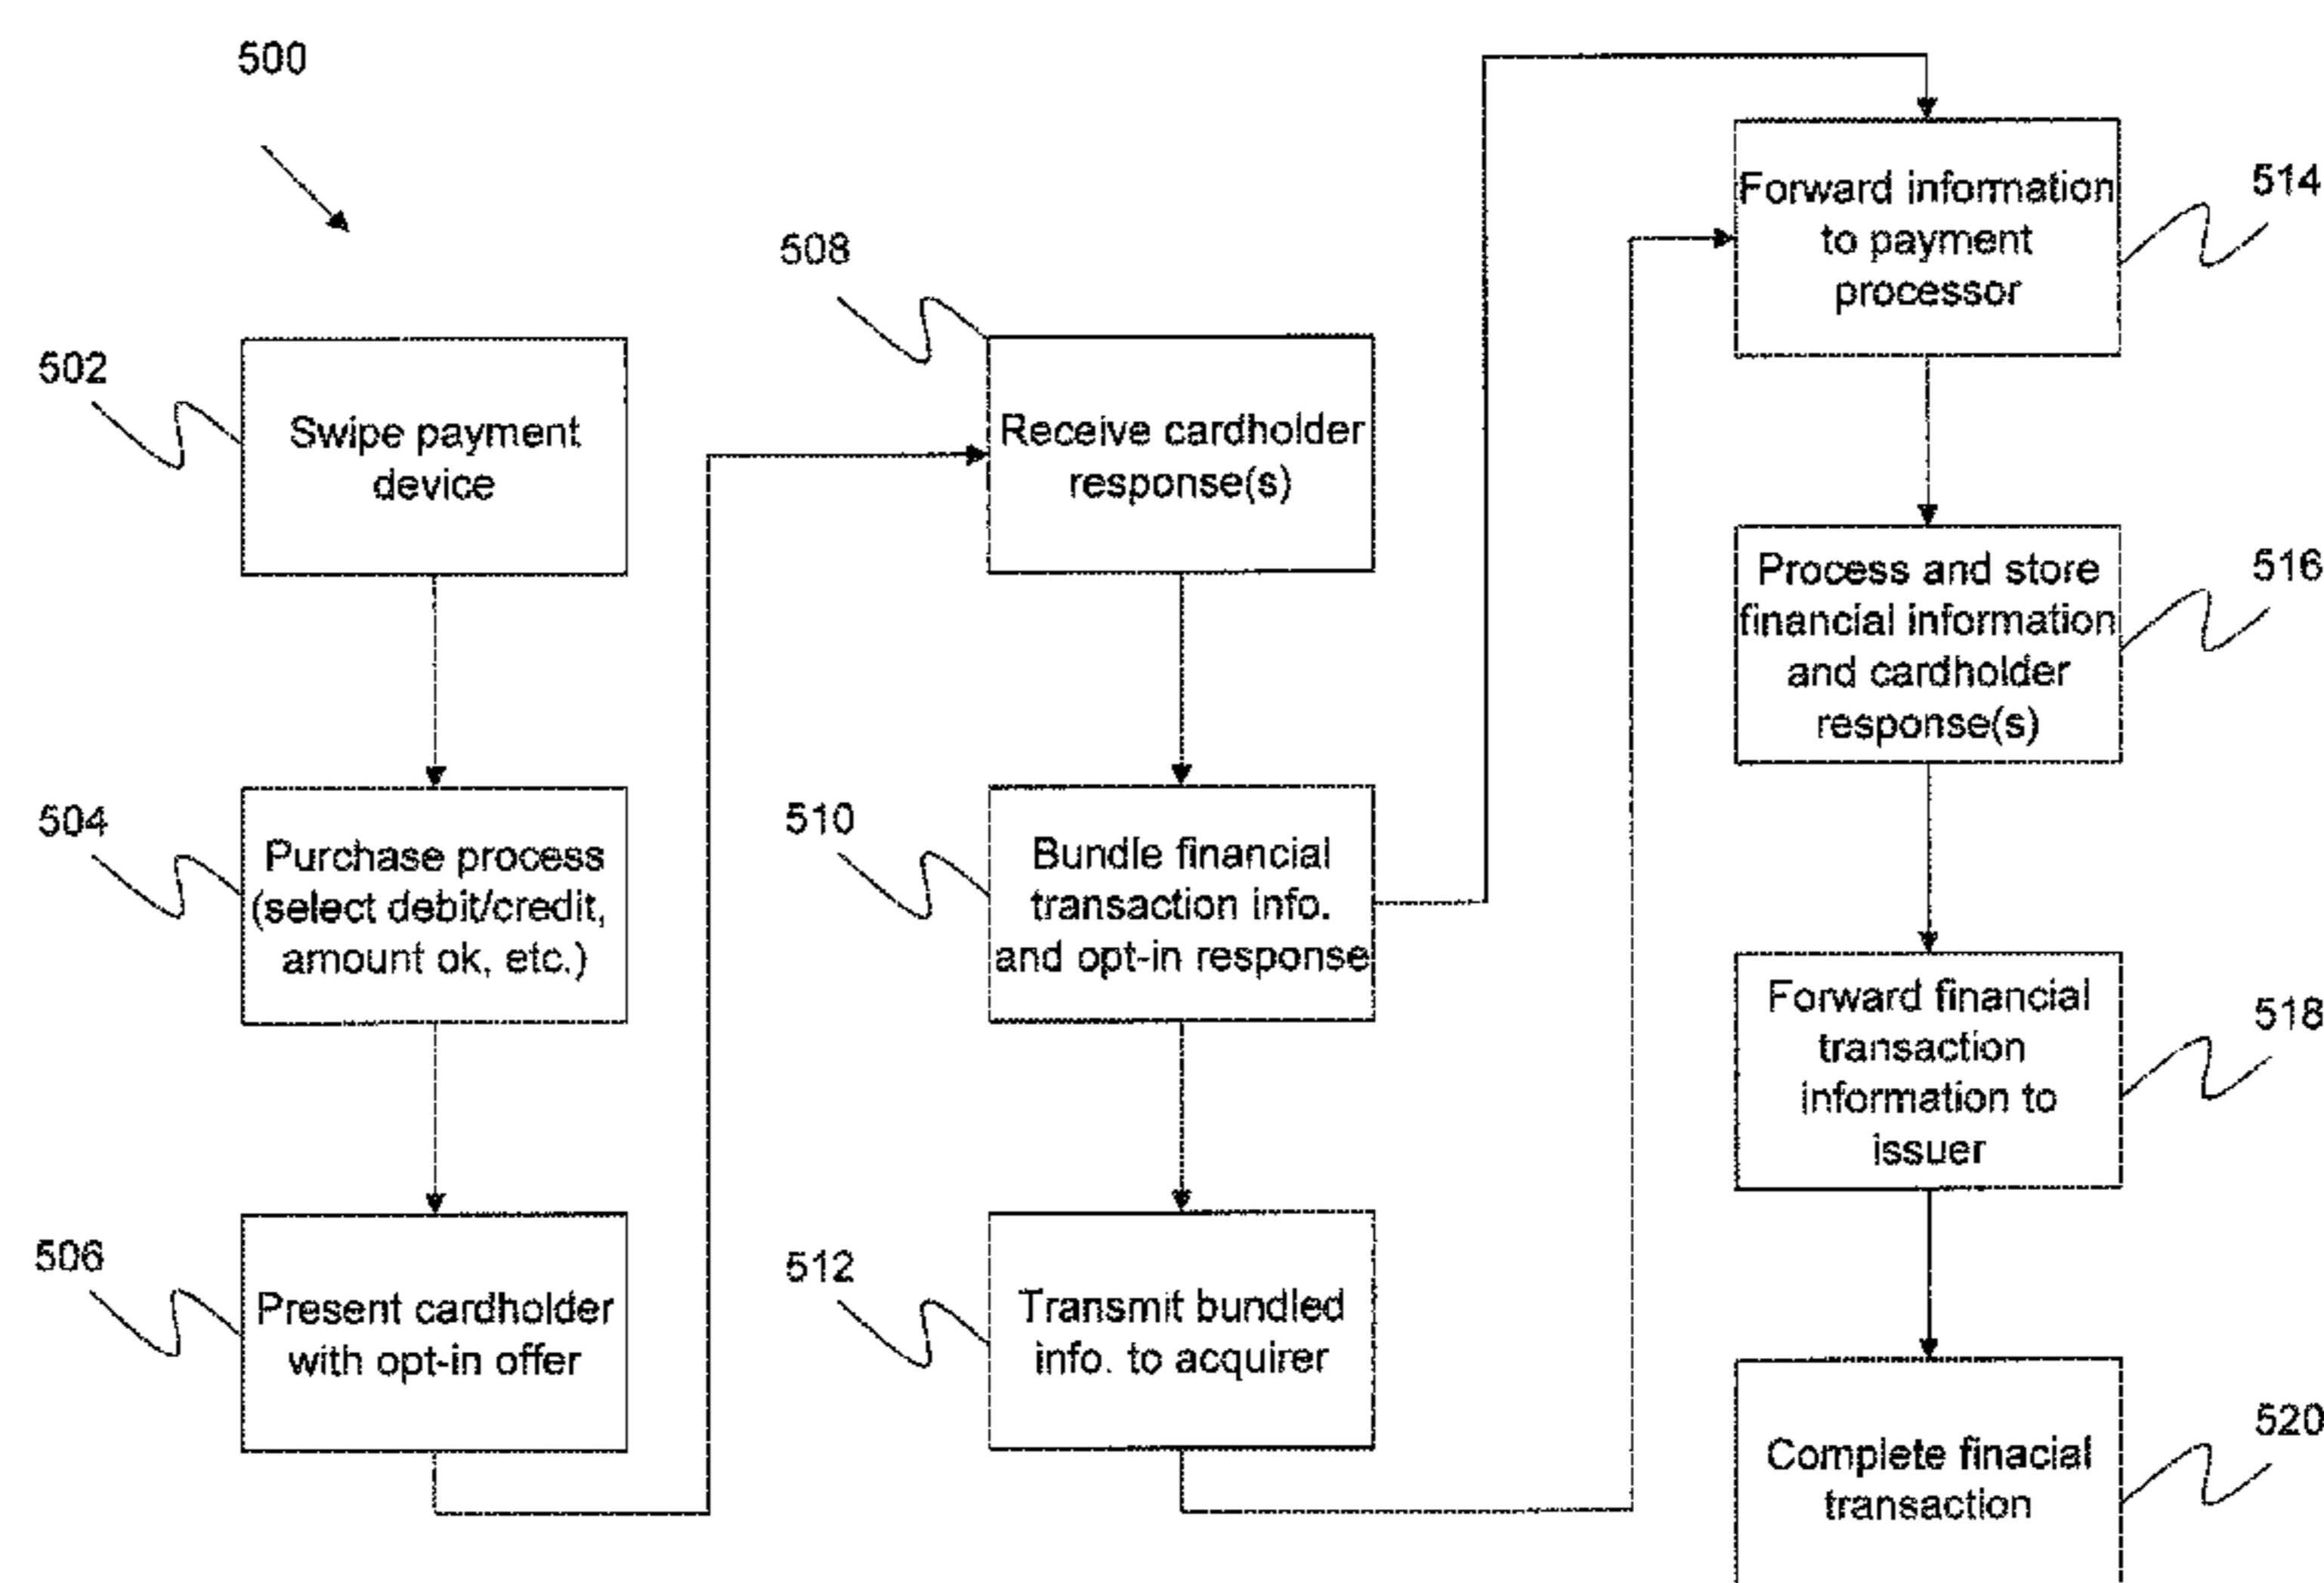 500
502
Swipe payment
device
504
Purchase process
(select debit/credit,
amount ok, etc.)
506
Present cardholder
with opt-in offer
508
Receive cardholder
response(s)
510
Bundle financial
transaction info.
and opt-in response
512
Transmit bundled
info. to acquirer
514
Forward information
to payment
processor
516
Process and store
financial information
and cardholder
response(s)
518
Forward financial
transaction
information to
issuer
520
Complete finacial
transaction